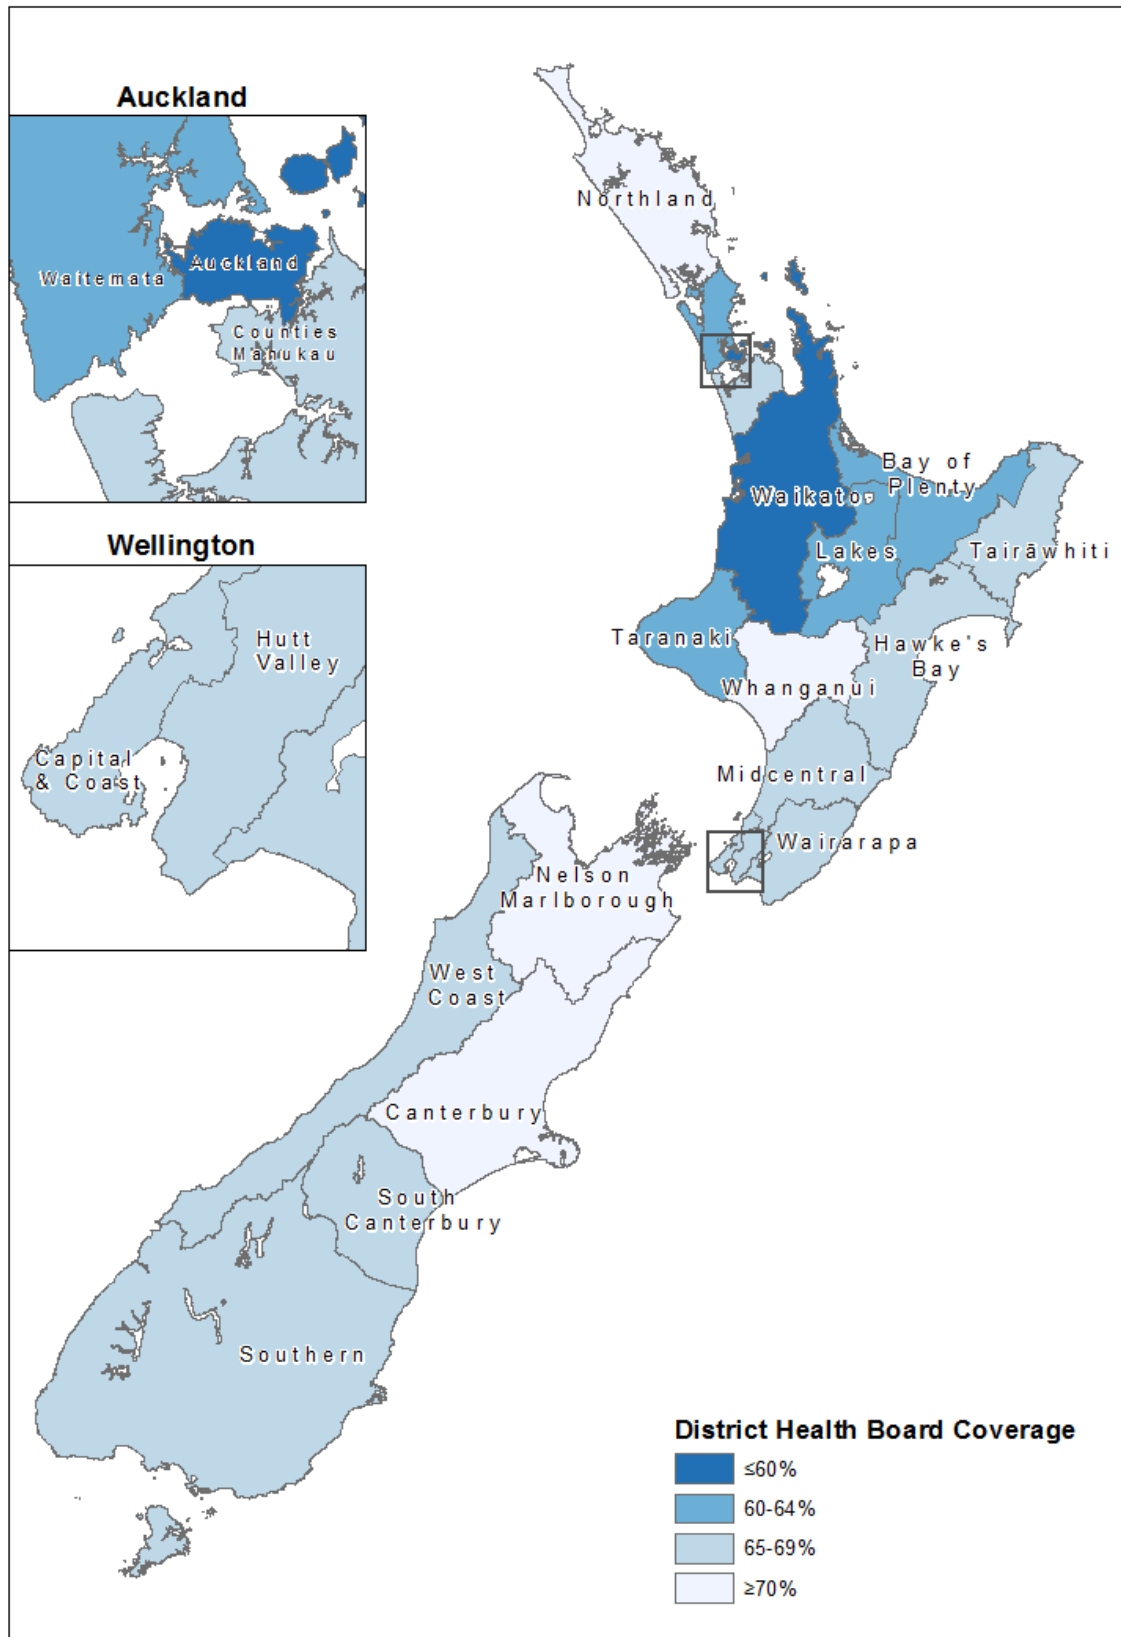 Auckland
Waitemata
Auckland
Counties
Manukau
Wellington
Hutt
Valley
Capital
& Coast
Northland
Bay of
Plenty
Waikato
Lakes
Tairāwhiti
Taranaki
Hawke's
Bay
Whanganui
Midcentral
Wairarapa
Nelson
Marlborough
West
Coast
Canterbury
South
Canterbury
Southern
District Health Board Coverage
≤60%
60-64%
65-69%
≥70%